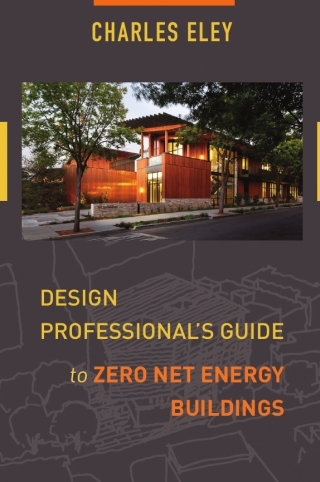 CHARLES ELEY
DESIGN
PROFESSIONAL'S GUIDE
to ZERO NET ENERGY
BUILDINGS